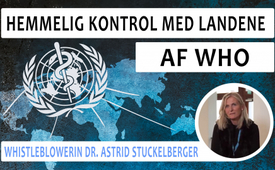 HEMMELIG KONTROL MED LANDENE
AF WHO
WHISTLEBLOWERIN DR. ASTRID STUCKELBERGER